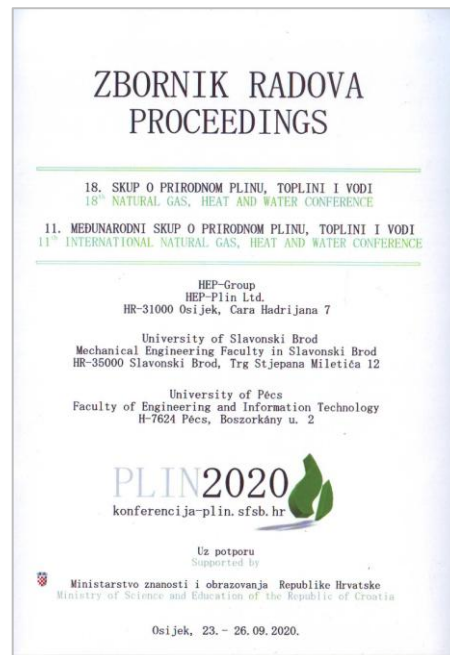 ZBORNIK RADOVA
PROCEEDINGS
18. SKUP O PRIRODNOM PLINU, TOPLINI I VODI
18TH NATURAL GAS, HEAT AND WATER CONFERENCE
11. MEĐUNARODNI SKUP O PRIRODNOM PLINU, TOPLINI I VODI
11TH INTERNATIONAL NATURAL GAS, HEAT AND WATER CONFERENCE
HEP-Group
HEP-Plin Ltd.
HR-31000 Osijek, Cara Hadrijana 7
University of Slavonski Brod
Mechanical Engineering Faculty in Slavonski Brod
HR-35000 Slavonski Brod, Trg Stjepana Miletića 12
University of Pécs
Faculty of Engineering and Information Technology
H-7624 Pécs, Boszorkány u. 2
PLIN2020
konferencija-plin.sfsb.hr
Uz potporu
Supported by
Ministarstvo znanosti i obrazovanja Republike Hrvatske
Ministry of Science and Education of the Republic of Croatia
Osijek, 23. - 26.09.2020.